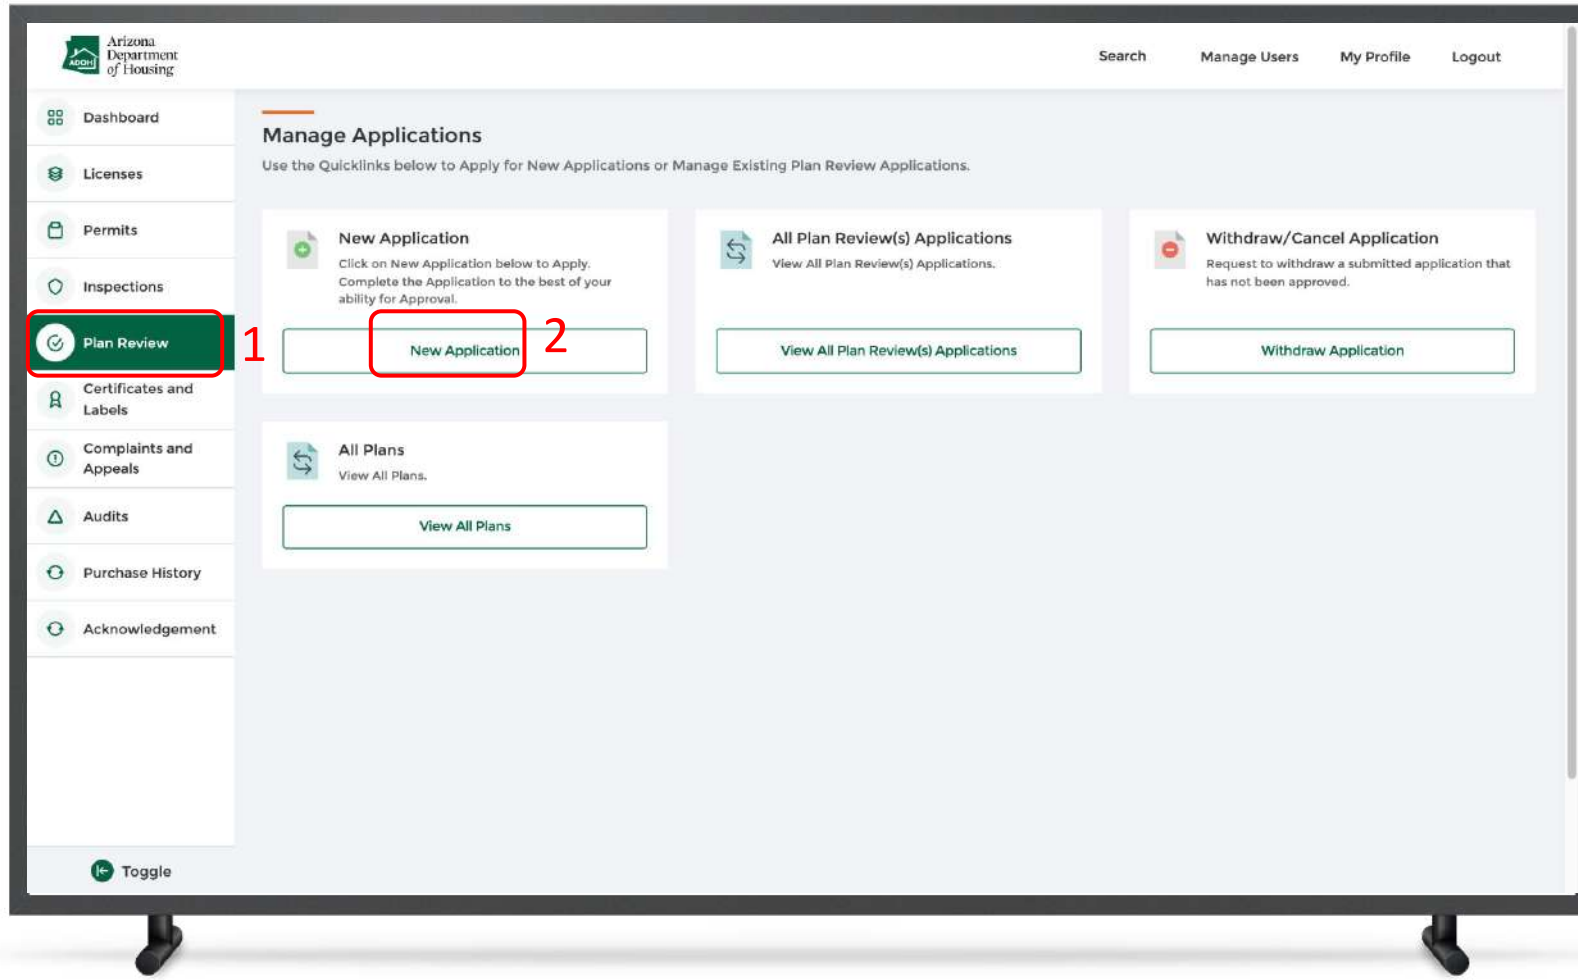 Arizona
Department
of Housing
ADOH
Search
Manage Users
My Profile
Logout
Dashboard
Licenses
Permits
Inspections
Plan Review
Certificates and
Labels
Complaints and
Appeals
Audits
Purchase History
Acknowledgement
Toggle
1
Manage Applications
Use the Quicklinks below to Apply for New Applications or Manage Existing Plan Review Applications.
New Application
Click on New Application below to Apply.
Complete the Application to the best of your
ability for Approval.
New Application
2
All Plan Review(s) Applications
View All Plan Review(s) Applications.
View All Plan Review(s) Applications
Withdraw/Cancel Application
Request to withdraw a submitted application that
has not been approved.
Withdraw Application
All Plans
View All Plans.
View All Plans